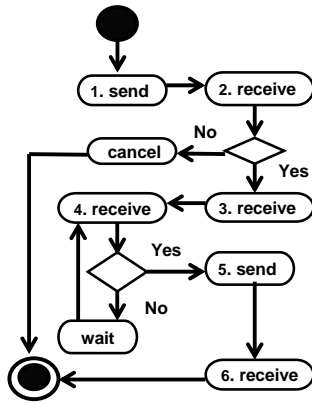 1. send
2. receive
No
cancel
Yes
4. receive
3. receive
Yes
5. send
No
wait
6. receive